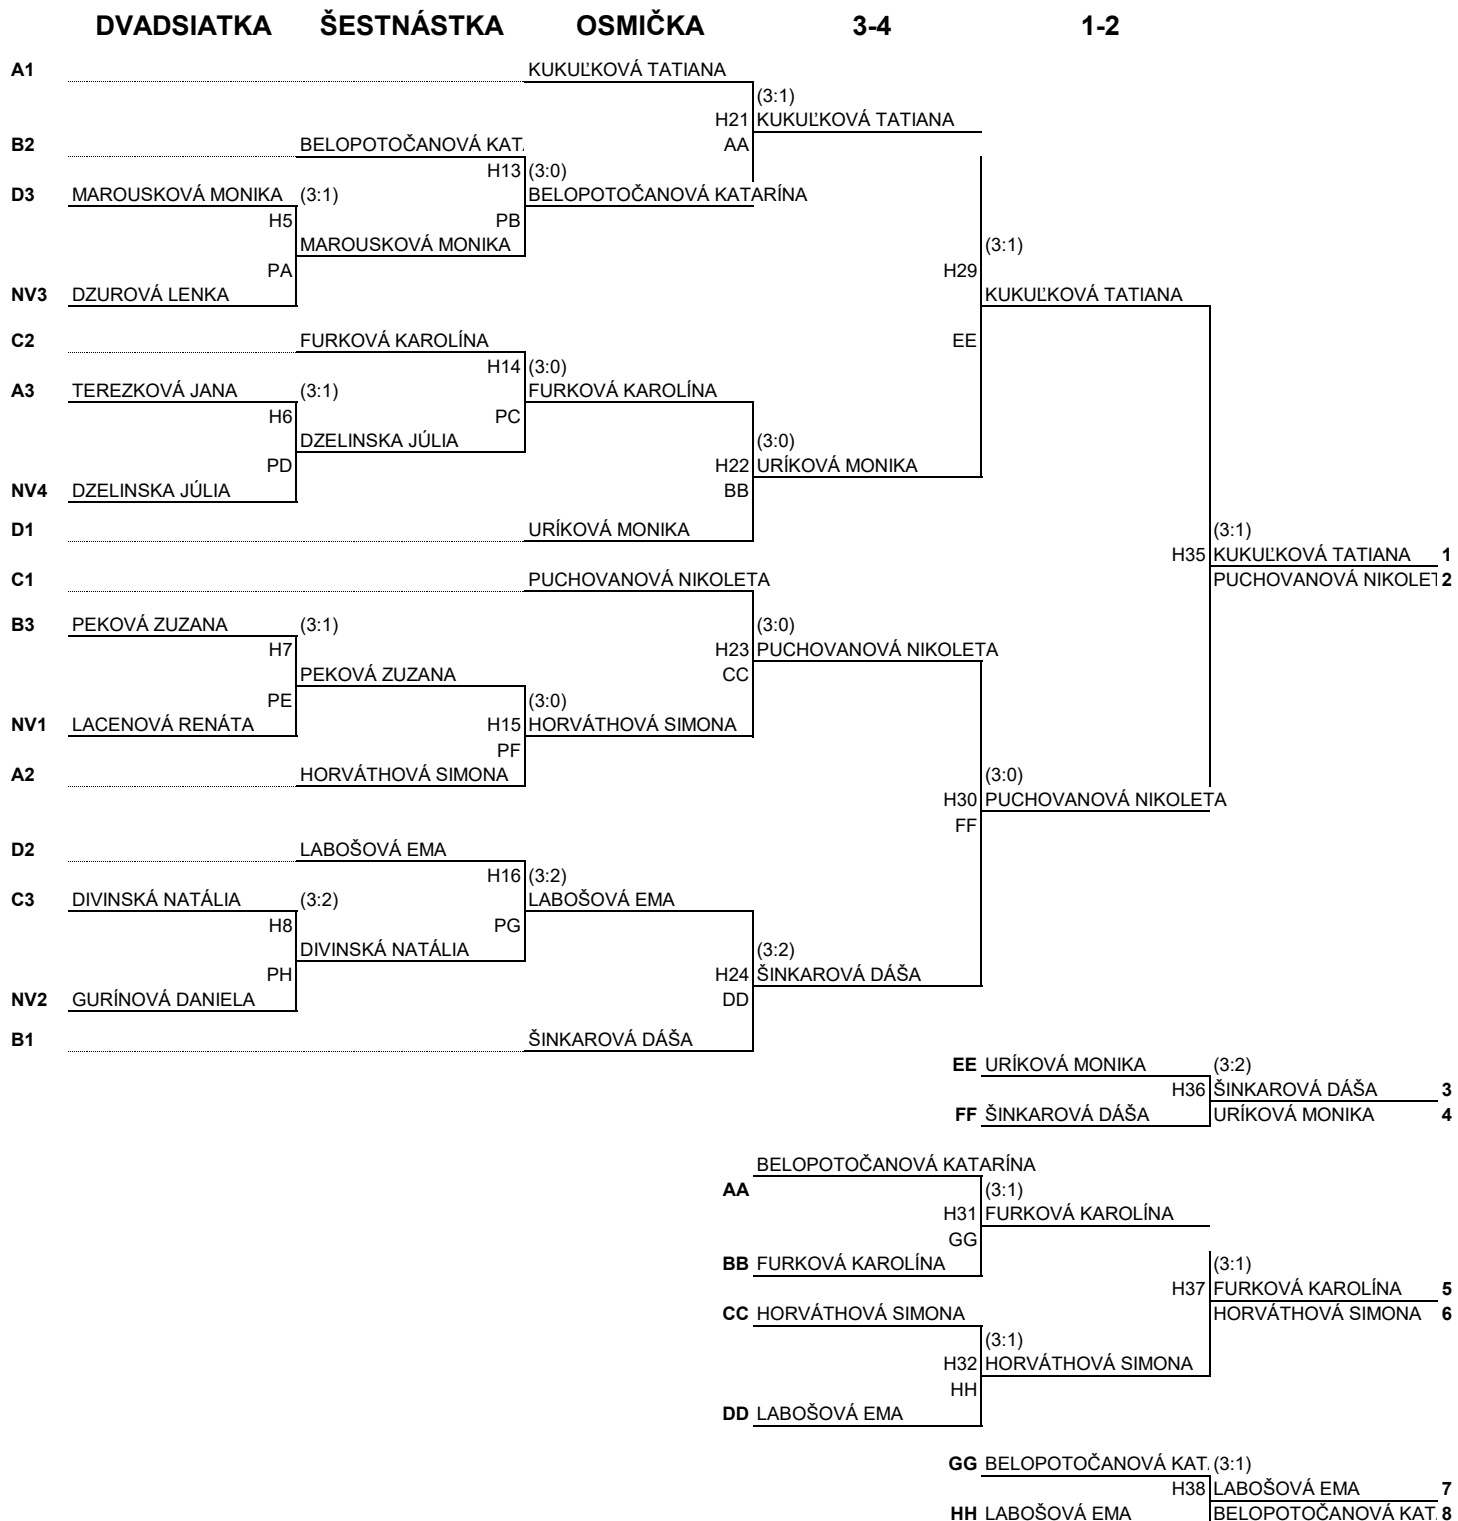 DVADSIATKA ŠESTNÁSTKA OSMIČKA 3-4 1-2
A1 KUKUĽKOVÁ TATIANA
(3:1)
H21 KUKUĽKOVÁ TATIANA
B2 BELOPOTOČANOVÁ KAT. AA
H13 (3:0)
D3 MAROUSKOVÁ MONIKA (3:1) BELOPOTOČANOVÁ KATARÍNA
H5 PB
MAROUSKOVÁ MONIKA (3:1)
PA H29
NV3 DZUROVÁ LENKA KUKUĽKOVÁ TATIANA
C2 FURKOVÁ KAROLÍNA EE
H14 (3:0)
A3 TEREZKOVÁ JANA (3:1) FURKOVÁ KAROLÍNA
H6 PC
DZELINSKA JÚLIA (3:0)
PD H22 URÍKOVÁ MONIKA
NV4 DZELINSKA JÚLIA BB
D1 URÍKOVÁ MONIKA (3:1)
H35 KUKUĽKOVÁ TATIANA 1
C1 PUCHOVANOVÁ NIKOLETA PUCHOVANOVÁ NIKOLET 2
B3 PEKOVÁ ZUZANA (3:1) (3:0)
H7 H23 PUCHOVANOVÁ NIKOLETA
PEKOVÁ ZUZANA CC
PE (3:0)
NV1 LACENOVÁ RENÁTA H15 HORVÁTHOVÁ SIMONA
PF
A2 HORVÁTHOVÁ SIMONA (3:0)
H30 PUCHOVANOVÁ NIKOLETA
FF
D2 LABOŠOVÁ EMA
H16 (3:2)
C3 DIVINSKÁ NATÁLIA (3:2) LABOŠOVÁ EMA
H8 PG
DIVINSKÁ NATÁLIA (3:2)
PH H24 ŠINKAROVÁ DÁŠA
NV2 GURÍNOVÁ DANIELA DD
B1 ŠINKAROVÁ DÁŠA
EE URÍKOVÁ MONIKA (3:2)
H36 ŠINKAROVÁ DÁŠA 3
FF ŠINKAROVÁ DÁŠA URÍKOVÁ MONIKA 4
BELOPOTOČANOVÁ KATARÍNA
AA (3:1)
H31 FURKOVÁ KAROLÍNA
GG
BB FURKOVÁ KAROLÍNA (3:1)
H37 FURKOVÁ KAROLÍNA 5
CC HORVÁTHOVÁ SIMONA HORVÁTHOVÁ SIMONA 6
(3:1)
H32 HORVÁTHOVÁ SIMONA
HH
DD LABOŠOVÁ EMA
GG BELOPOTOČANOVÁ KAT. (3:1)
H38 LABOŠOVÁ EMA 7
HH LABOŠOVÁ EMA BELOPOTOČANOVÁ KAT. 8